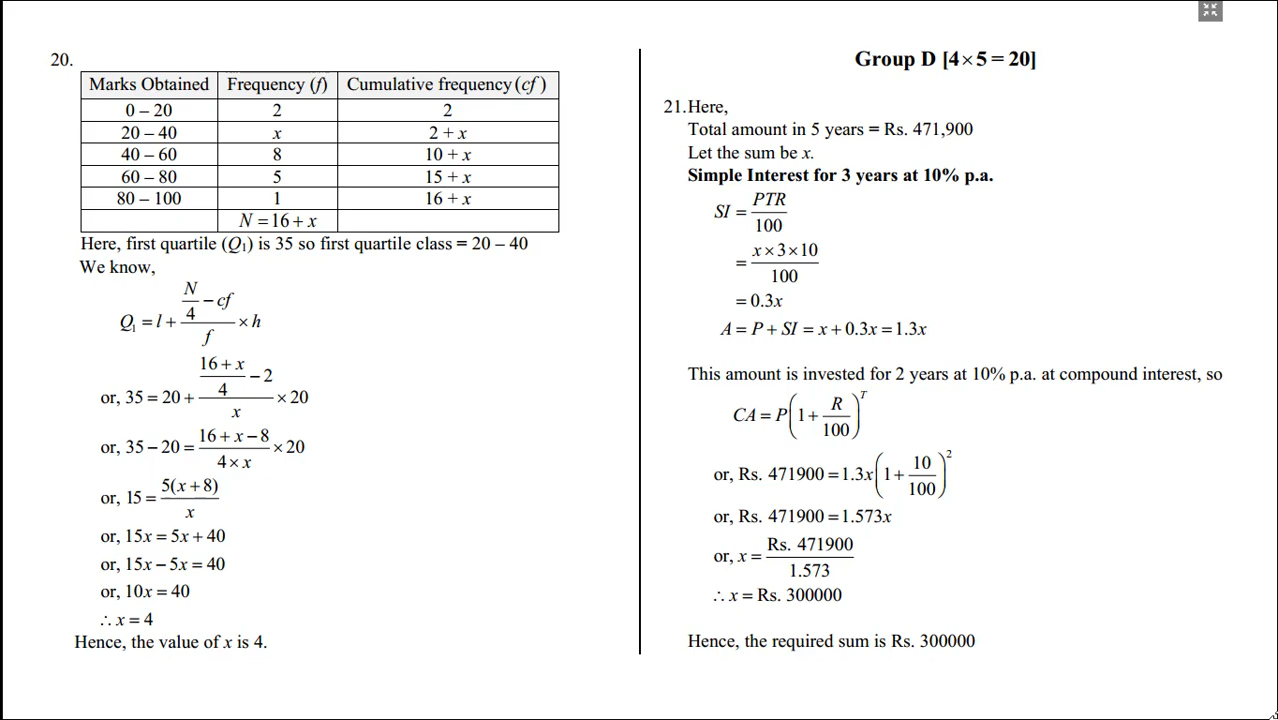 20.
Marks Obtained Frequency (f) Cumulative frequency (cf)
0 – 20 2 2
20 – 40 x 2 + x
40 – 60 8 10 + x
60 – 80 5 15 + x
80 – 100 1 16 + x
N = 16 + x
Here, first quartile (Q₁) is 35 so first quartile class = 20 – 40
We know,
Q₁ = l + (N/4 − cf)/f × h
or, 35 = 20 + ((16 + x)/4 − 2)/x × 20
or, 35 − 20 = (16 + x − 8)/(4 × x) × 20
or, 15 = 5(x + 8)/x
or, 15x = 5x + 40
or, 15x − 5x = 40
or, 10x = 40
∴ x = 4
Hence, the value of x is 4.
Group D [4 × 5 = 20]
21. Here,
Total amount in 5 years = Rs. 471,900
Let the sum be x.
Simple Interest for 3 years at 10% p.a.
SI = PTR/100
= (x × 3 × 10)/100
= 0.3x
A = P + SI = x + 0.3x = 1.3x
This amount is invested for 2 years at 10% p.a. at compound interest, so
CA = P(1 + R/100)^T
or, Rs. 471900 = 1.3x(1 + 10/100)^2
or, Rs. 471900 = 1.573x
or, x = Rs. 471900/1.573
∴ x = Rs. 300000
Hence, the required sum is Rs. 300000